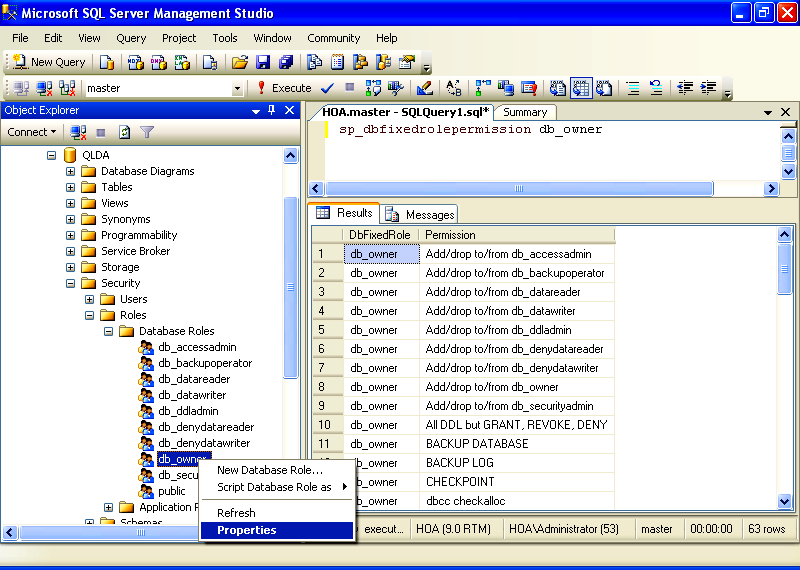 Microsoft SQL Server Management Studio
File Edit View Query Project Tools Window Community Help
New Query
master Execute
Object Explorer
Connect
QLDA
Database Diagrams
Tables
Views
Synonyms
Programmability
Service Broker
Storage
Security
Users
Roles
Database Roles
db_accessadmin
db_backupoperator
db_datareader
db_datawriter
db_ddladmin
db_denydatareader
db_denydatawriter
db_owner
db_secu
public
Application R
Schemas
New Database Role...
Script Database Role as
Refresh
Properties
HOA.master - SQLQuery1.sql* Summary
sp_dbfixedrolepermission db_owner
Results Messages
DbFixedRole Permission
1 db_owner Add/drop to/from db_accessadmin
2 db_owner Add/drop to/from db_backupoperator
3 db_owner Add/drop to/from db_datareader
4 db_owner Add/drop to/from db_datawriter
5 db_owner Add/drop to/from db_ddladmin
6 db_owner Add/drop to/from db_denydatareader
7 db_owner Add/drop to/from db_denydatawriter
8 db_owner Add/drop to/from db_owner
9 db_owner Add/drop to/from db_securityadmin
10 db_owner All DDL but GRANT, REVOKE, DENY
11 db_owner BACKUP DATABASE
db_owner BACKUP LOG
db_owner CHECKPOINT
db_owner dbcc checkalloc
execut... HOA (9.0 RTM) HOA\Administrator (53) master 00:00:00 63 rows